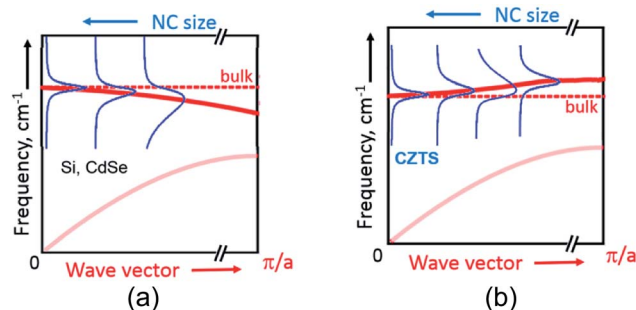 NC size
Frequency, cm⁻¹
bulk
Si, CdSe
0
Wave vector
π/a
(a)
NC size
Frequency, cm⁻¹
bulk
CZTS
0
Wave vector
π/a
(b)